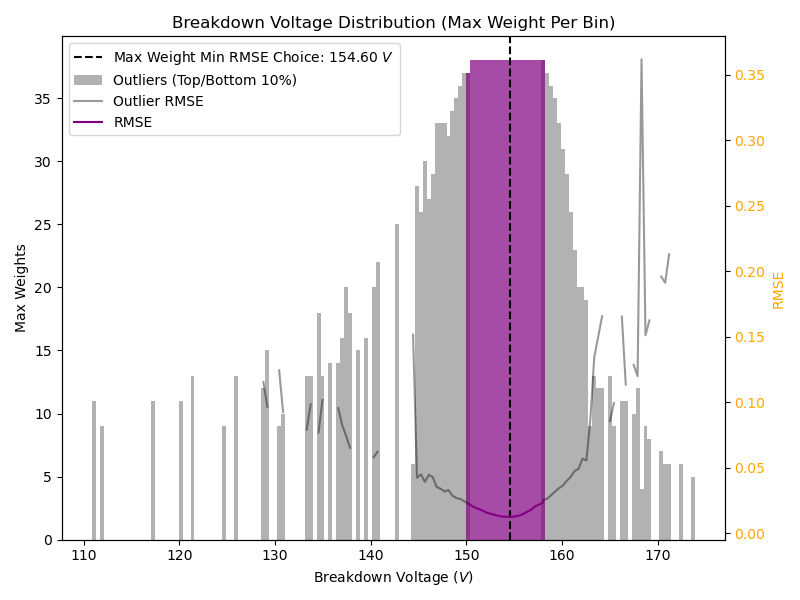 Breakdown Voltage Distribution (Max Weight Per Bin)
Max Weight Min RMSE Choice: 154.60 V
Outliers (Top/Bottom 10%)
Outlier RMSE
RMSE
Max Weights
35
30
25
20
15
10
5
0
0.35
0.30
0.25
0.20
0.15
0.10
0.05
0.00
RMSE
110 120 130 140 150 160 170
Breakdown Voltage (V)